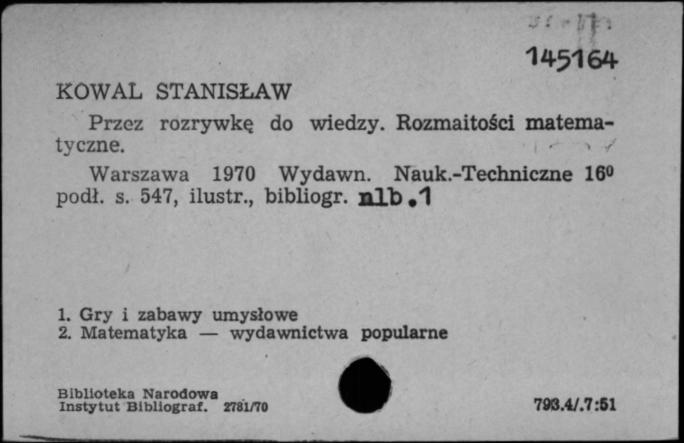 145164
KOWAL STANISŁAW
Przez rozrywkę do wiedzy. Rozmaitości matema-
tyczne.
Warszawa 1970 Wydawn. Nauk.-Techniczne 16⁰
podł. s. 547, ilustr., bibliogr. nlb.1
1. Gry i zabawy umysłowe
2. Matematyka — wydawnictwa popularne
Biblioteka Narodowa
Instytut Bibliograf. 2781/70
793.4/.7:51